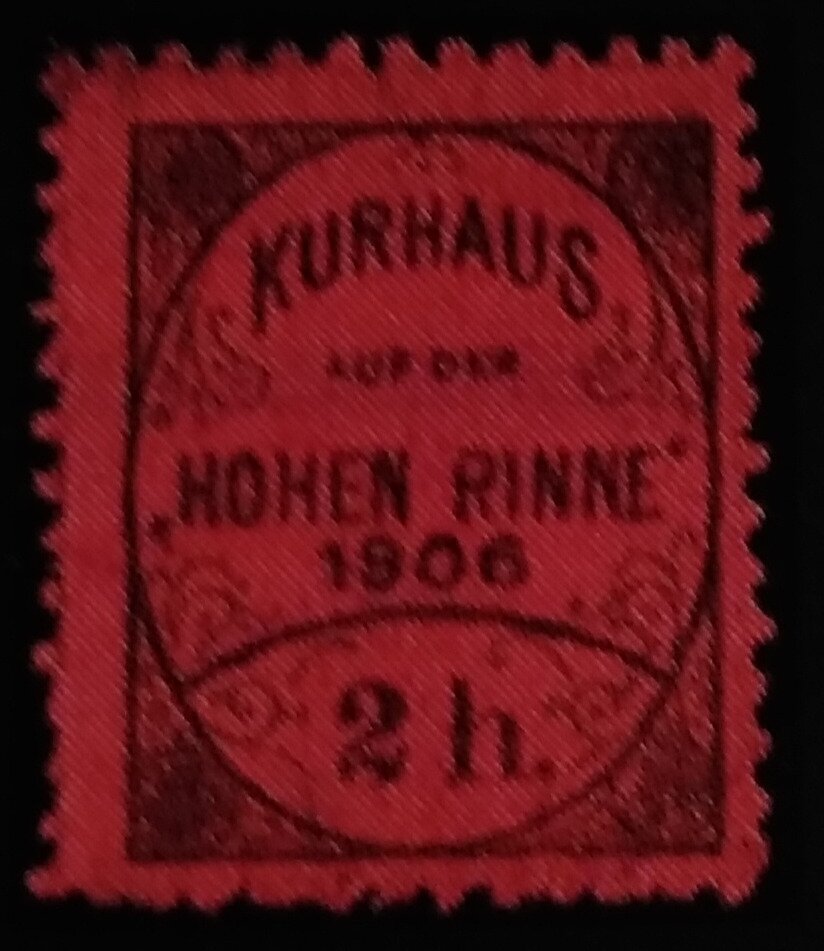 KURHAUS
AUF DER
„HOHEN RINNE“
1906
2 h.